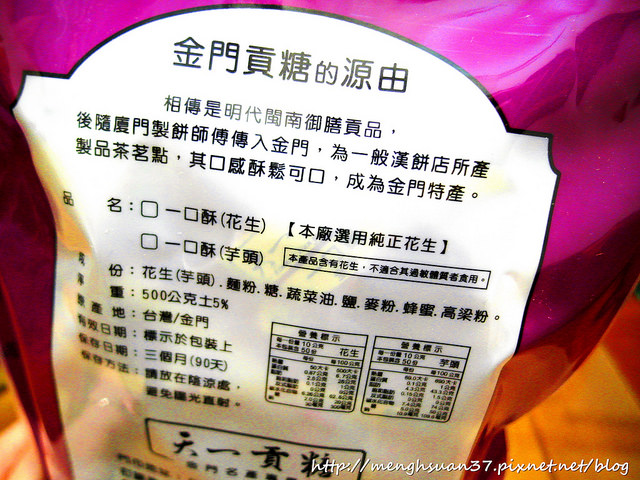 金門貢糖的源由
相傳是明代閩南御膳貢品，
後隨廈門製餅師傅傳入金門，為一般漢餅店所產
製品茶茗點，其口感酥鬆可口，成為金門特產。
品 名：□ 一口酥(花生) 【本廠選用純正花生】
□ 一口酥(芋頭) 本產品含有花生，不適合其過敏體質者食用。
份：花生(芋頭).麵粉.糖.蔬菜油.鹽.麥粉.蜂蜜.高粱粉。
重：500公克土5%
產地：台灣/金門
有效日期：標示於包裝上
保存日期：三個月(90天)
保存方法：請放在陰涼處，
避免陽光直射。
營養標示
花生
營養標示
芋頭
天一貢糖
http://menghsuan37.pixnet.net/blog